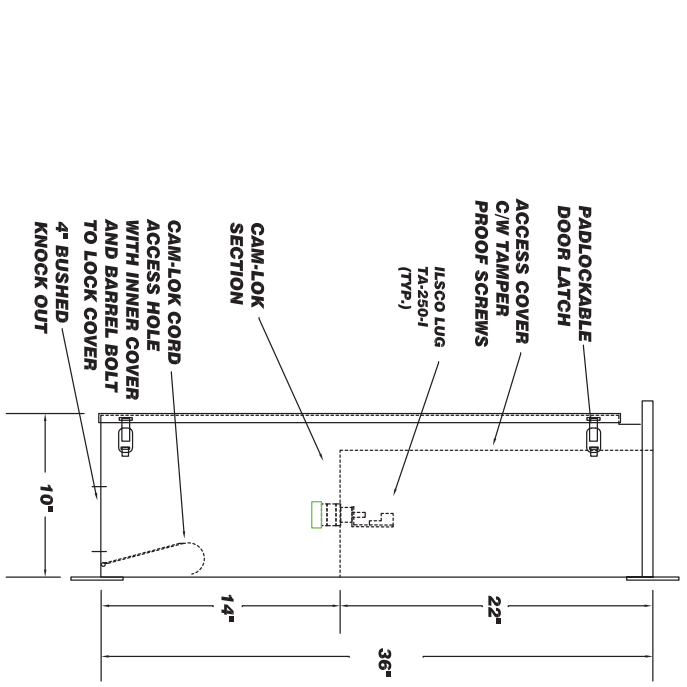 PADLOCKABLE
DOOR LATCH
ACCESS COVER
C/W TAMPER
PROOF SCREWS
ILSCO LUG
TA-250-I
(TYP.)
CAM-LOK
SECTION
CAM-LOK CORD
ACCESS HOLE
WITH INNER COVER
AND BARREL BOLT
TO LOCK COVER
4" BUSHED
KNOCK OUT
10"
14"
22"
36"